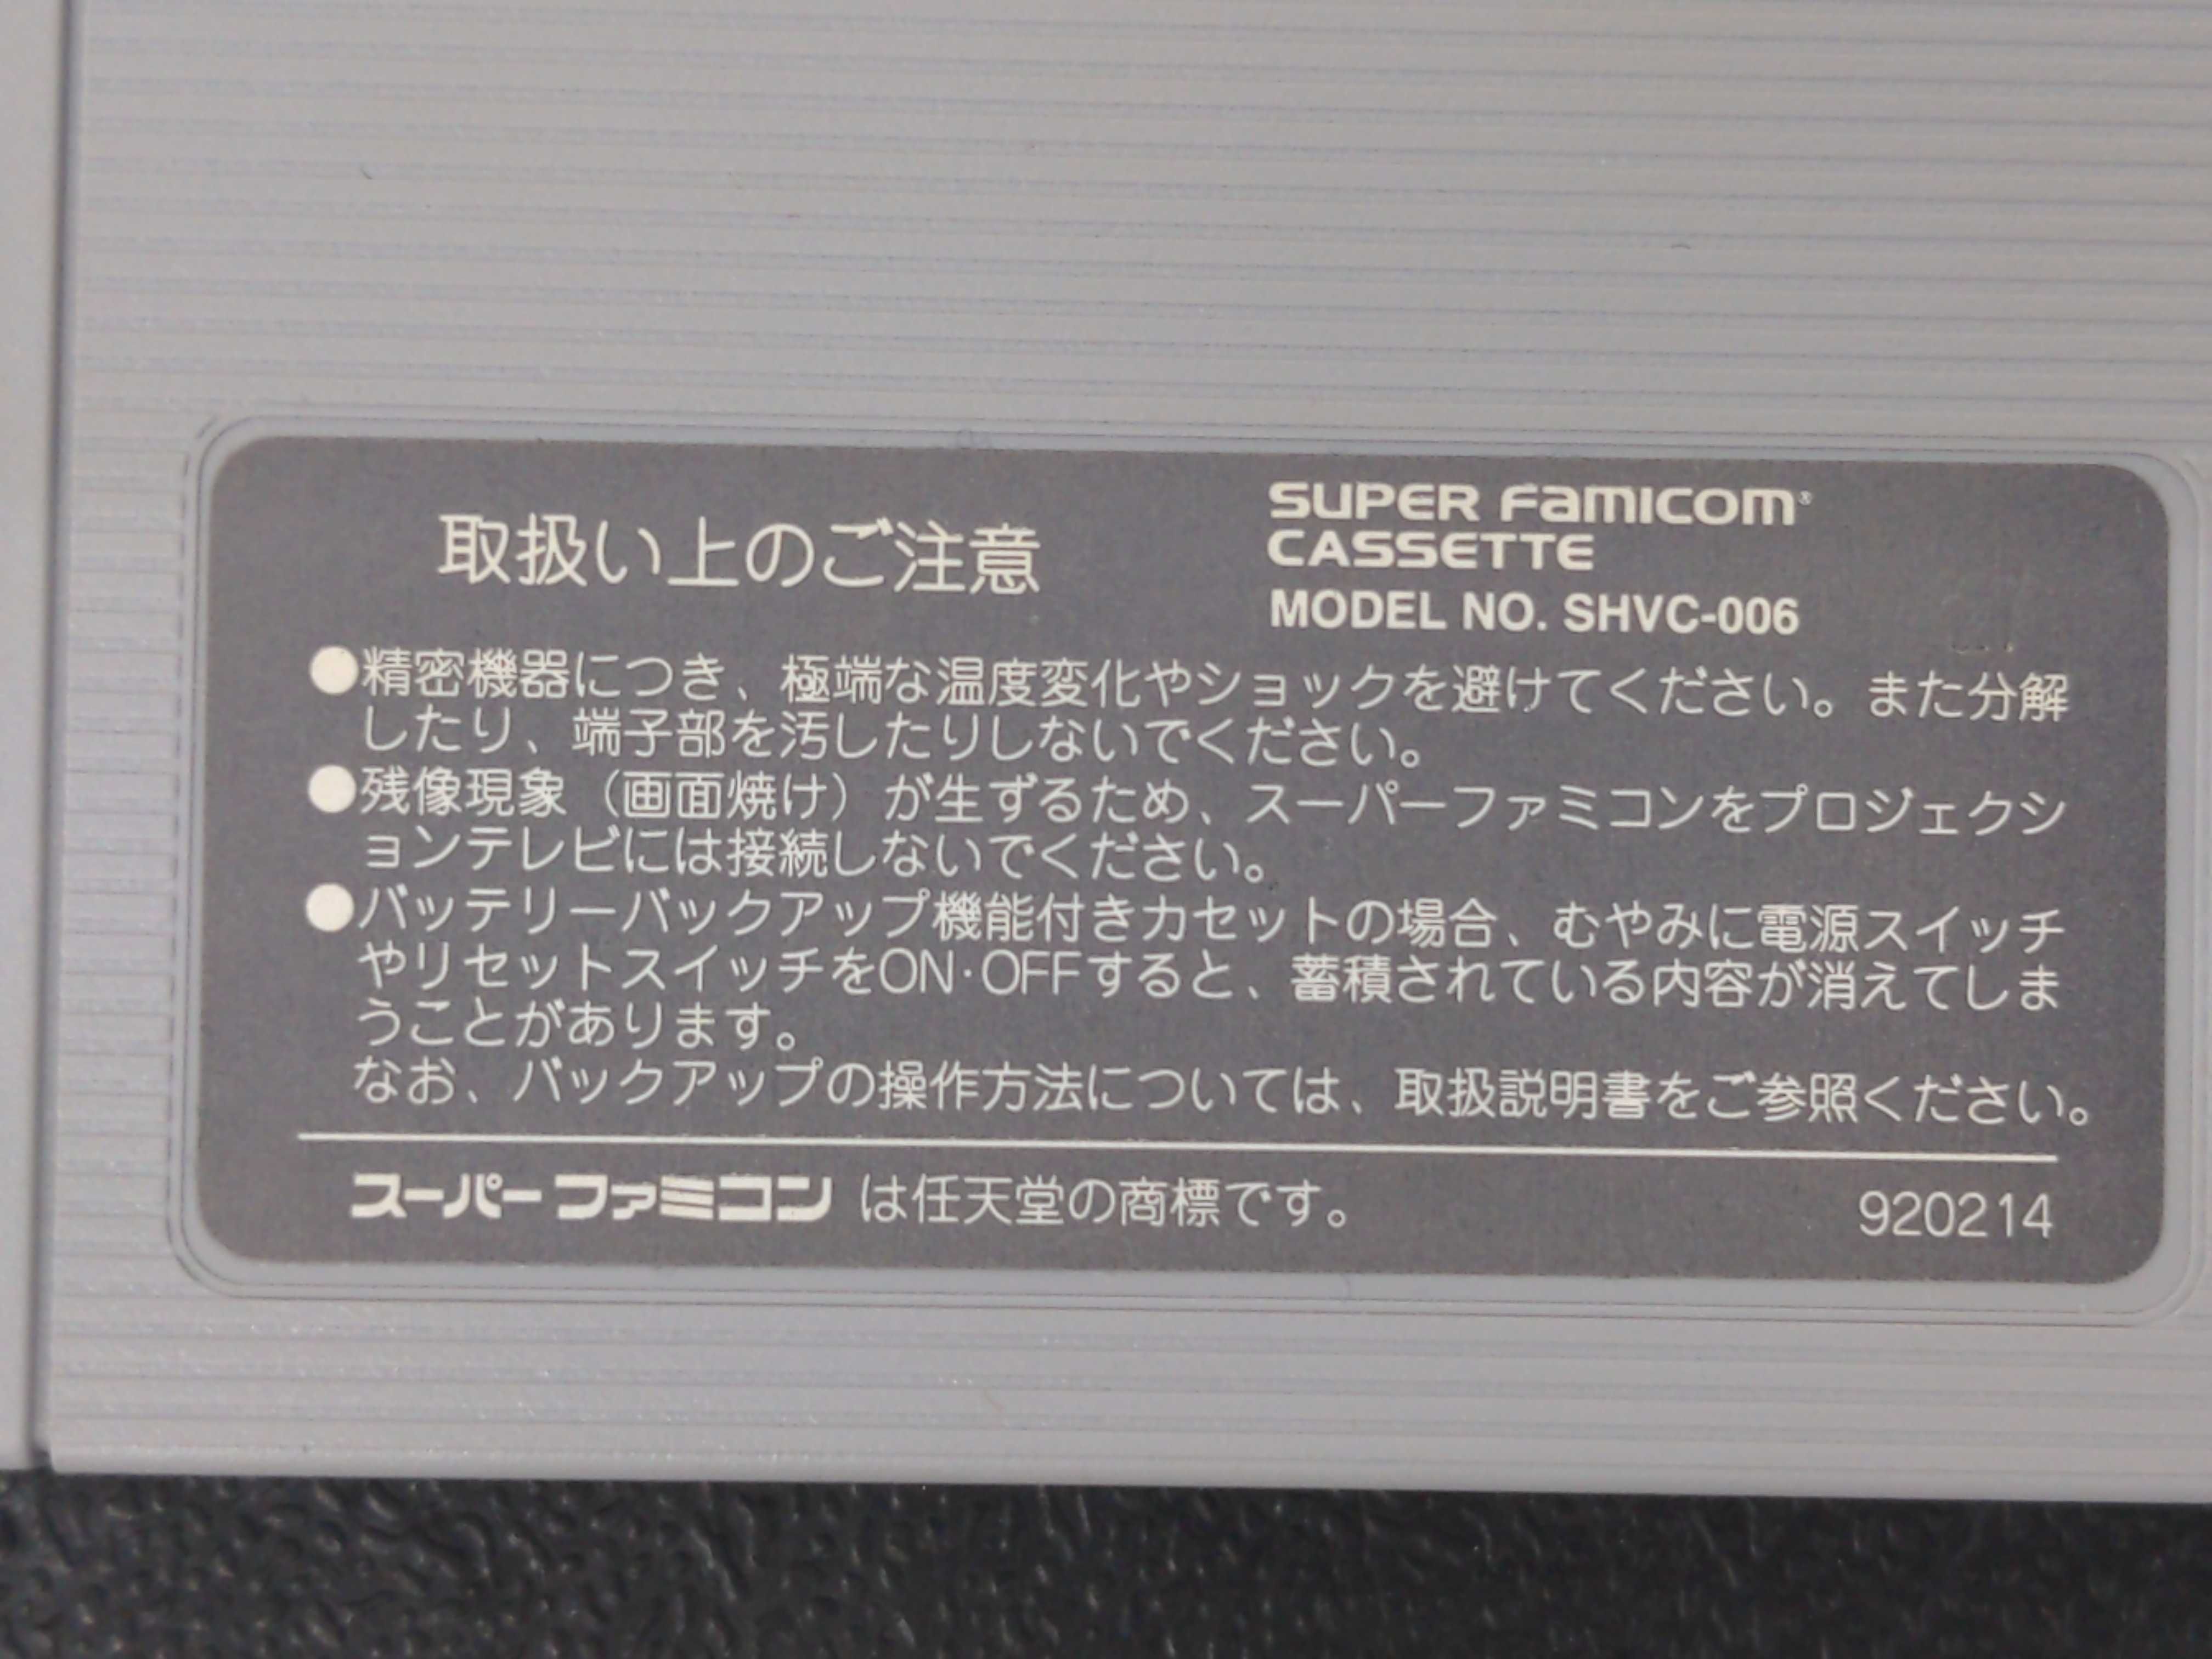 取扱い上のご注意
SUPER Famicom®
CASSETTE
MODEL NO. SHVC-006
●精密機器につき、極端な温度変化やショックを避けてください。また分解
したり、端子部を汚したりしないでください。
●残像現象（画面焼け）が生ずるため、スーパーファミコンをプロジェクシ
ョンテレビには接続しないでください。
●バッテリーバックアップ機能付きカセットの場合、むやみに電源スイッチ
やリセットスイッチをON·OFFすると、蓄積されている内容が消えてしま
うことがあります。
なお、バックアップの操作方法については、取扱説明書をご参照ください。
スーパーファミコン は任天堂の商標です。
920214